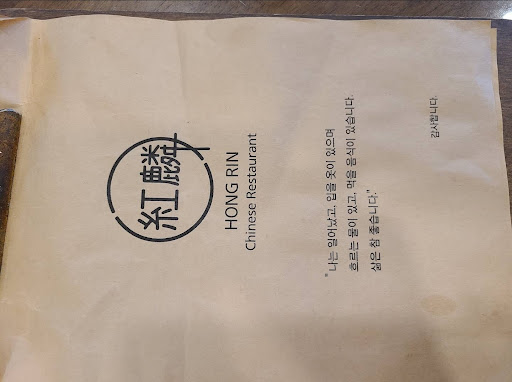 紅麟
HONG RIN
Chinese Restaurant
" 나는 일어났고, 입을 옷이 있으며
흐르는 물이 있고, 먹을 음식이 있습니다.
삶은 참 좋습니다."
감사합니다.